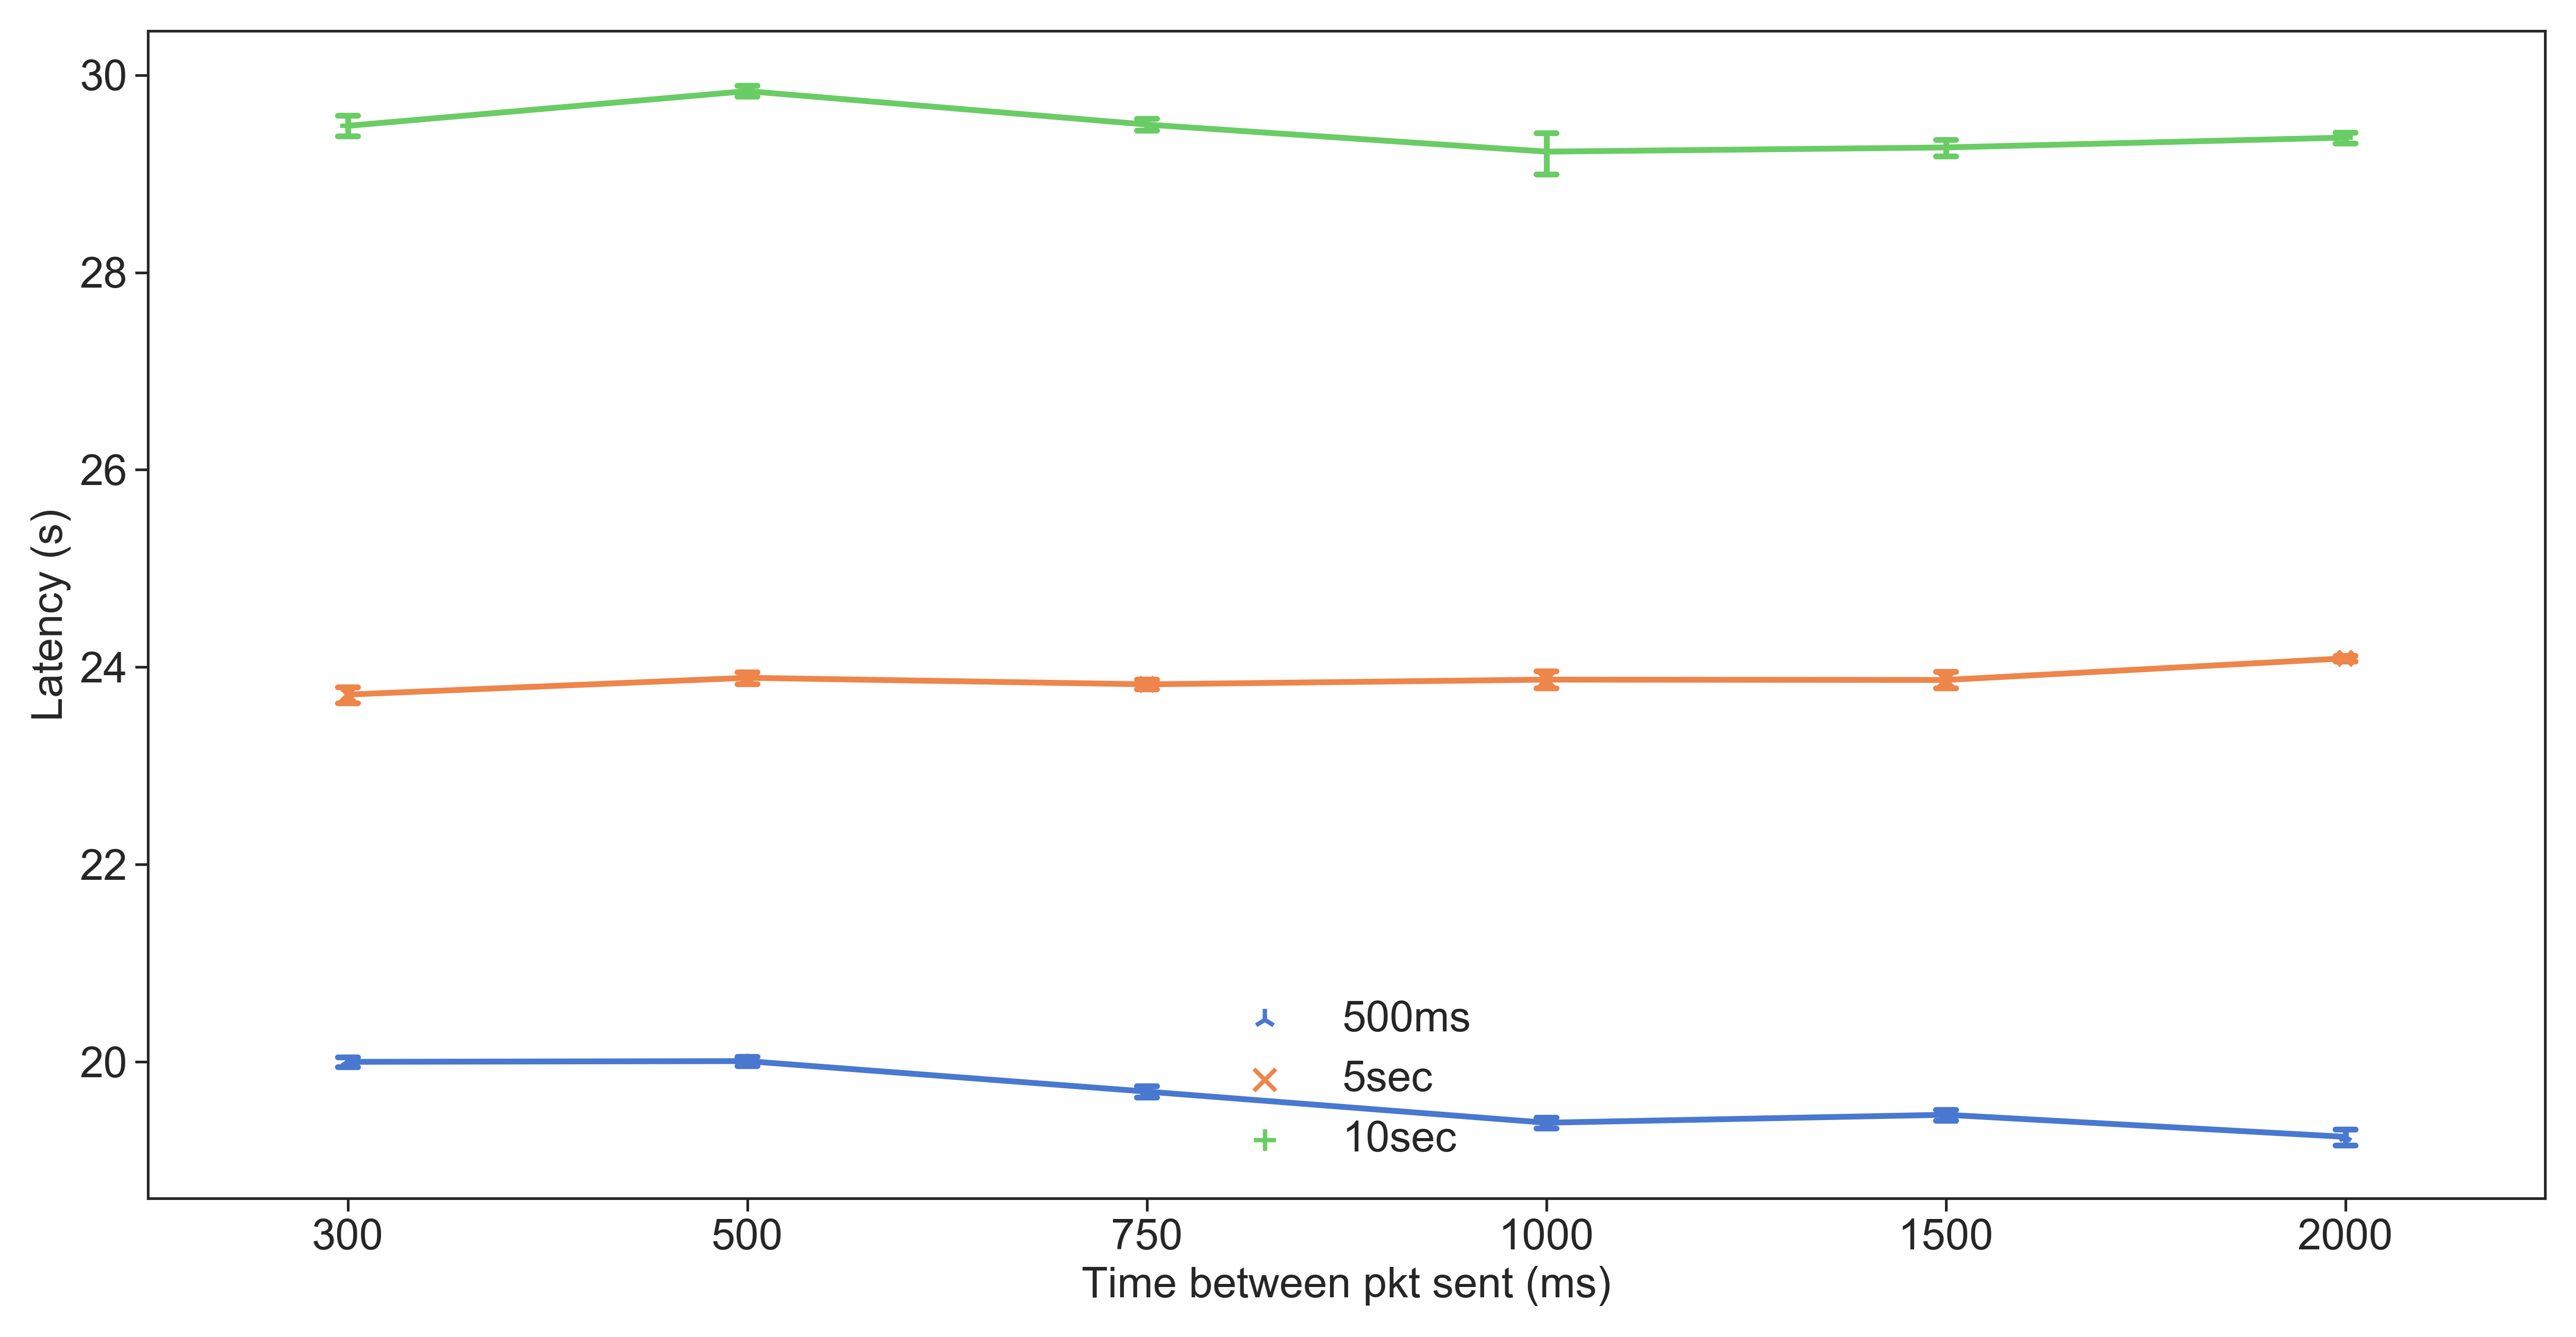 30
28
26
24
22
20
Latency (s)
500ms
5sec
10sec
300 500 750 1000 1500 2000
Time between pkt sent (ms)